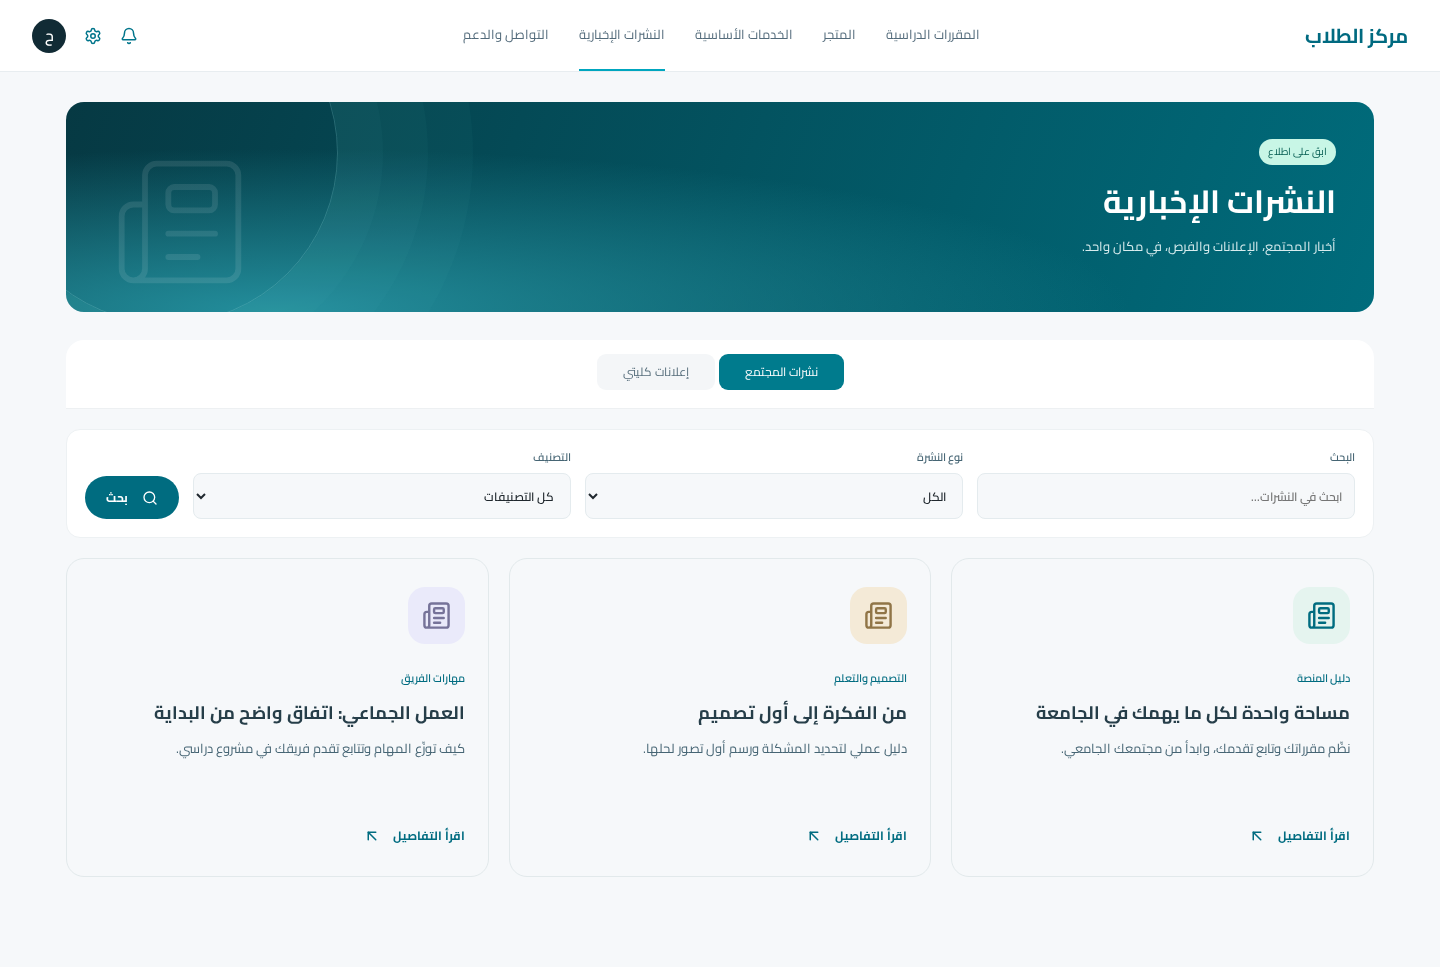 مركز الطلاب
المقررات الدراسية
المتجر
الخدمات الأساسية
النشرات الإخبارية
التواصل والدعم
ح
ابق على اطلاع
النشرات الإخبارية
أخبار المجتمع، الإعلانات والفرص، في مكان واحد.
نشرات المجتمع
إعلانات كليتي
البحث
ابحث في النشرات...
نوع النشرة
الكل
التصنيف
كل التصنيفات
بحث
دليل المنصة
مساحة واحدة لكل ما يهمك في الجامعة
نظّم مقرراتك وتابع تقدمك، وابدأ من مجتمعك الجامعي.
اقرأ التفاصيل
التصميم والتعلم
من الفكرة إلى أول تصميم
دليل عملي لتحديد المشكلة ورسم أول تصور لحلها.
اقرأ التفاصيل
مهارات الفريق
العمل الجماعي: اتفاق واضح من البداية
كيف توزّع المهام وتتابع تقدم فريقك في مشروع دراسي.
اقرأ التفاصيل